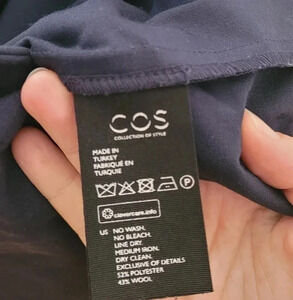 COS
COLLECTION OF STYLE
MADE IN
TURKEY
FABRIQUÉ EN
TURQUIE
clevercare.info
US NO WASH.
NO BLEACH.
LINE DRY.
MEDIUM IRON.
DRY CLEAN.
EXCLUSIVE OF DETAILS
52% POLYESTER
43% WOOL